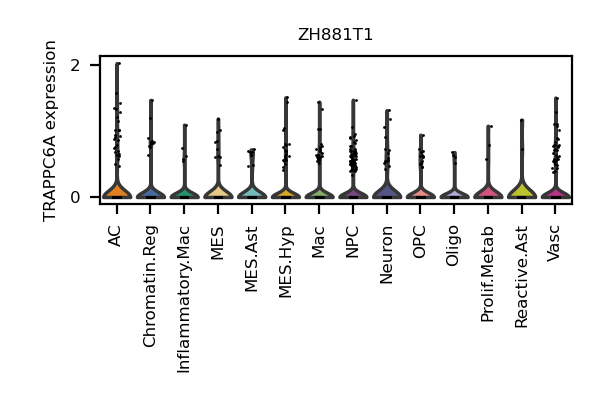 ZH881T1
TRAPPC6A expression
2
0
AC
Chromatin.Reg
Inflammatory.Mac
MES
MES.Ast
MES.Hyp
Mac
NPC
Neuron
OPC
Oligo
Prolif.Metab
Reactive.Ast
Vasc